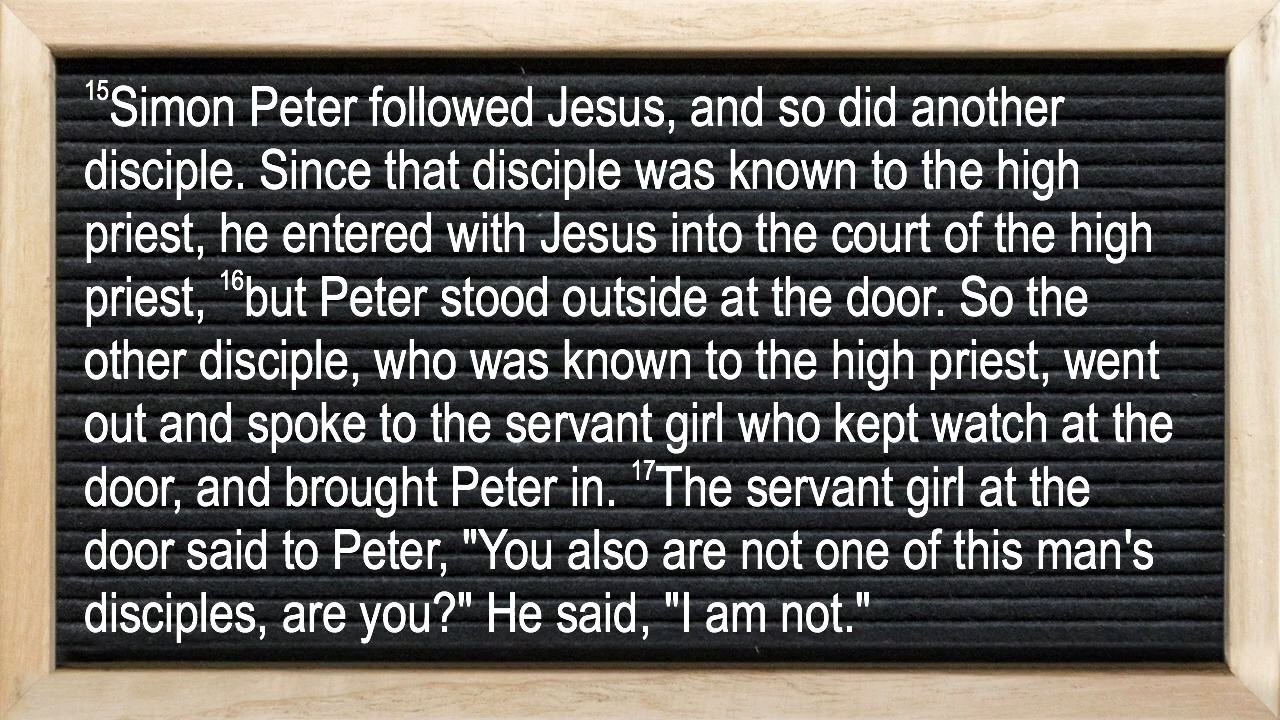 15Simon Peter followed Jesus, and so did another
disciple. Since that disciple was known to the high
priest, he entered with Jesus into the court of the high
priest, 16but Peter stood outside at the door. So the
other disciple, who was known to the high priest, went
out and spoke to the servant girl who kept watch at the
door, and brought Peter in. 17The servant girl at the
door said to Peter, "You also are not one of this man's
disciples, are you?" He said, "I am not."